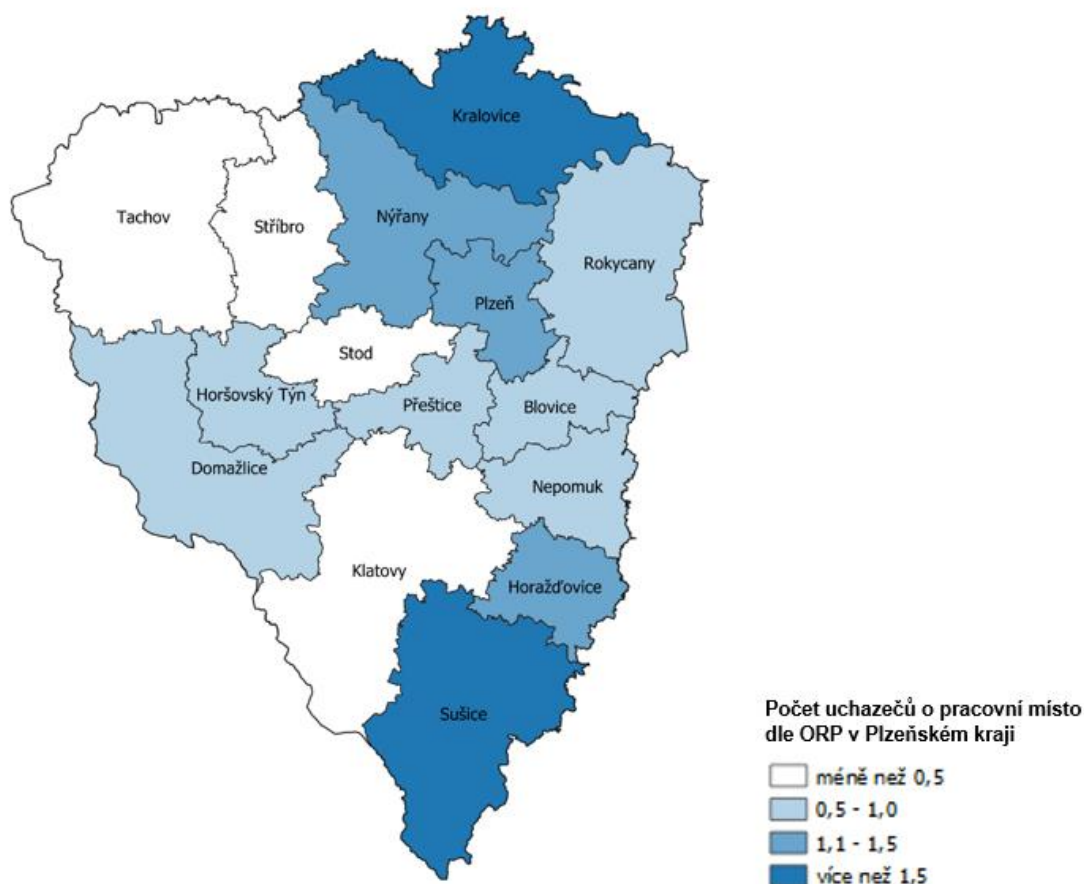 Kralovice
Tachov
Stříbro
Nýřany
Rokycany
Plzeň
Stod
Horšovský Týn
Přeštice
Blovice
Domažlice
Nepomuk
Klatovy
Horažďovice
Sušice
Počet uchazečů o pracovní místo
dle ORP v Plzeňském kraji
méně než 0,5
0,5 - 1,0
1,1 - 1,5
více než 1,5